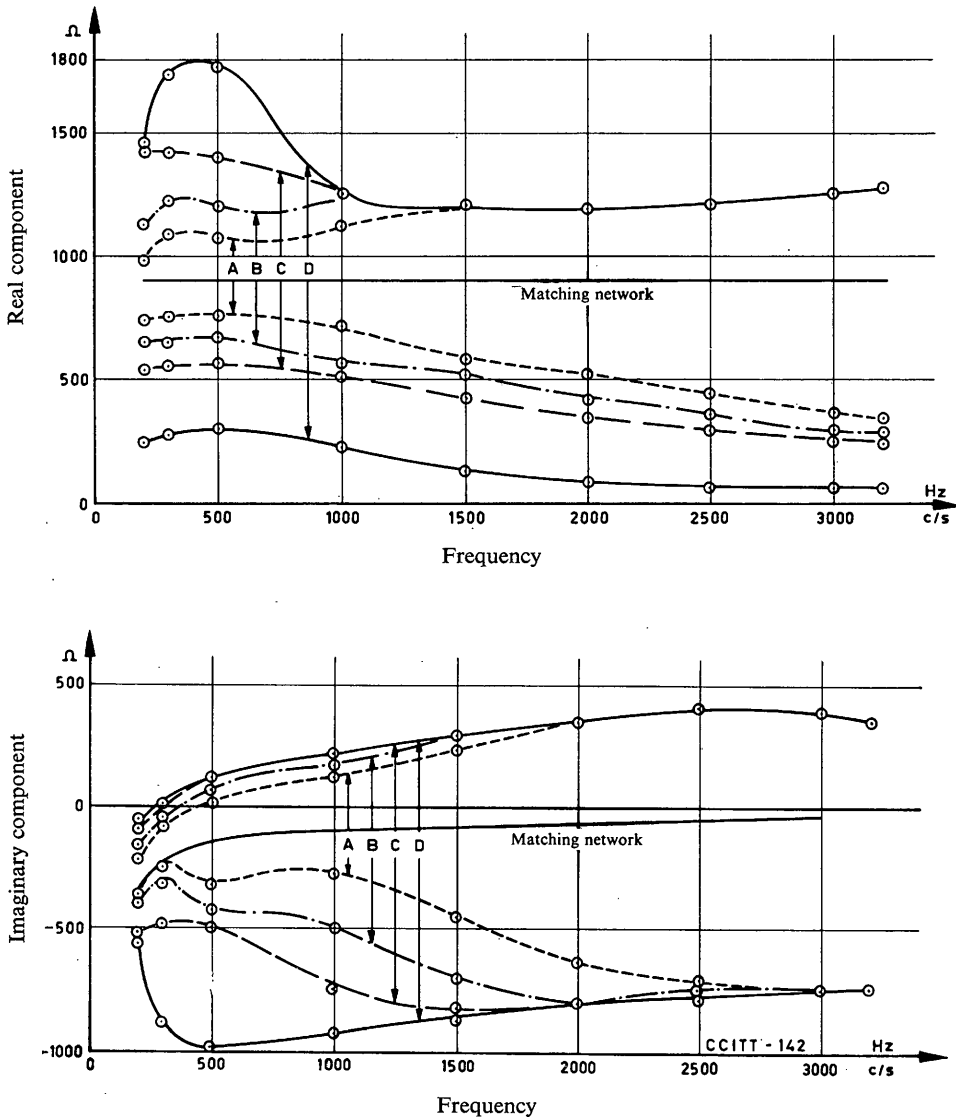 Ω
1800
1500
1000
500
0
Real component
A B C D
Matching network
0 500 1000 1500 2000 2500 3000
Hz
c/s
Frequency
Ω
500
0
-500
-1000
Imaginary component
A B C D
Matching network
CCITT - 142
0 500 1000 1500 2000 2500 3000
Hz
c/s
Frequency